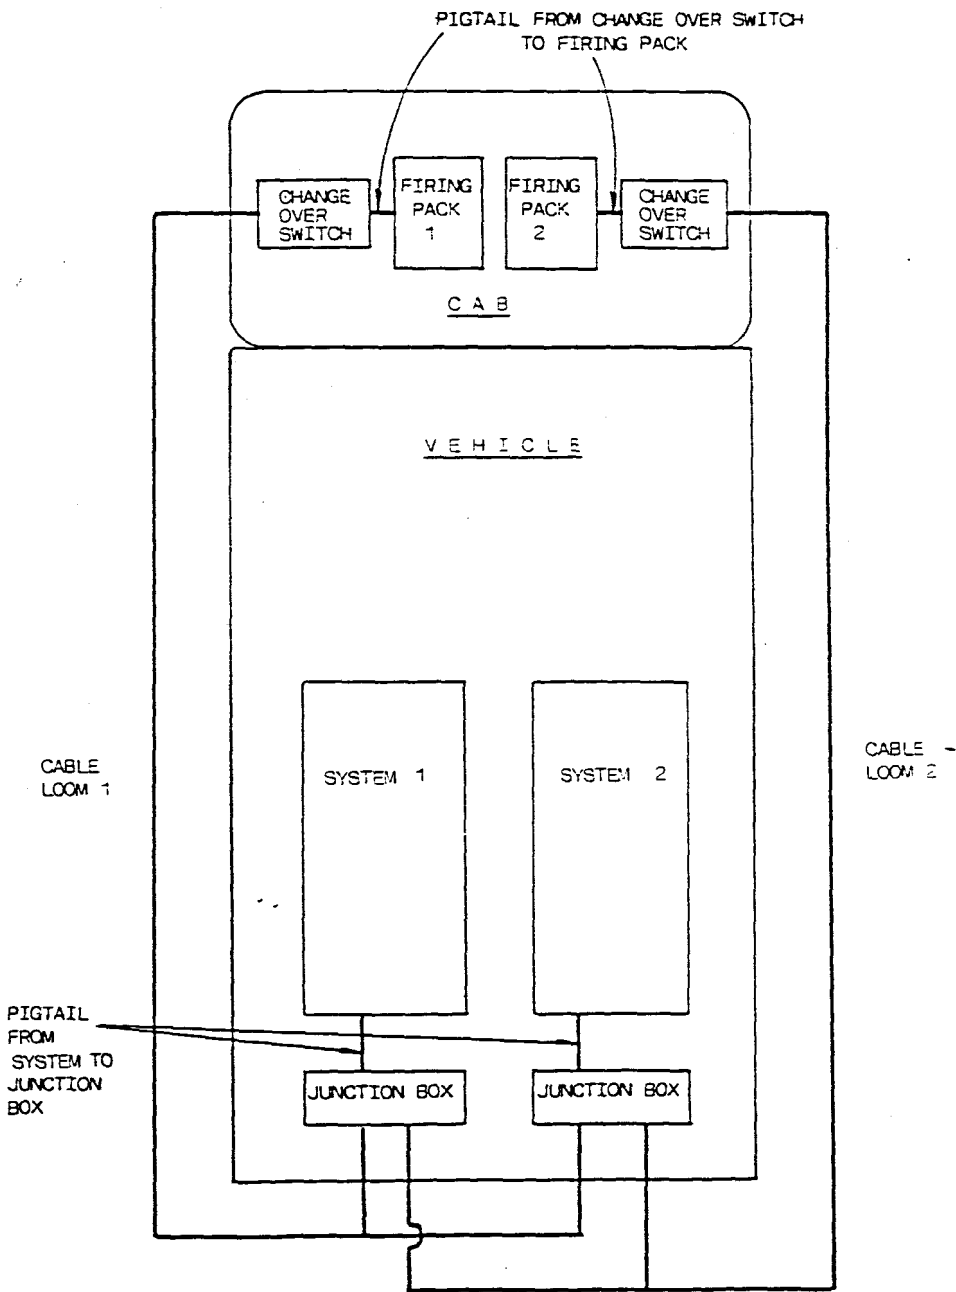 PIGTAIL FROM CHANGE OVER SWITCH
TO FIRING PACK
CHANGE
OVER
SWITCH
FIRING
PACK
1
FIRING
PACK
2
CHANGE
OVER
SWITCH
CAB
VEHICLE
CABLE
LOOM 1
SYSTEM 1
SYSTEM 2
CABLE
LOOM 2
PIGTAIL
FROM
SYSTEM TO
JUNCTION
BOX
JUNCTION BOX
JUNCTION BOX